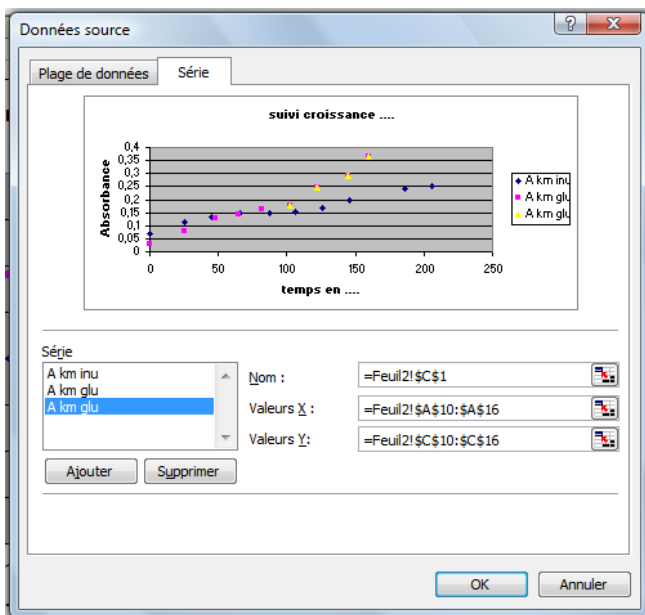 Données source
Plage de données
Série
suivi croissance ....
Absorbance
0,4
0,35
0,3
0,25
0,2
0,15
0,1
0,05
0
0 50 100 150 200 250
temps en ....
A km inu
A km glu
A km glu
Série
A km inu
A km glu
A km glu
Nom :
=Feuil2!$C$1
Valeurs X :
=Feuil2!$A$10:$A$16
Valeurs Y:
=Feuil2!$C$10:$C$16
Ajouter
Supprimer
OK
Annuler